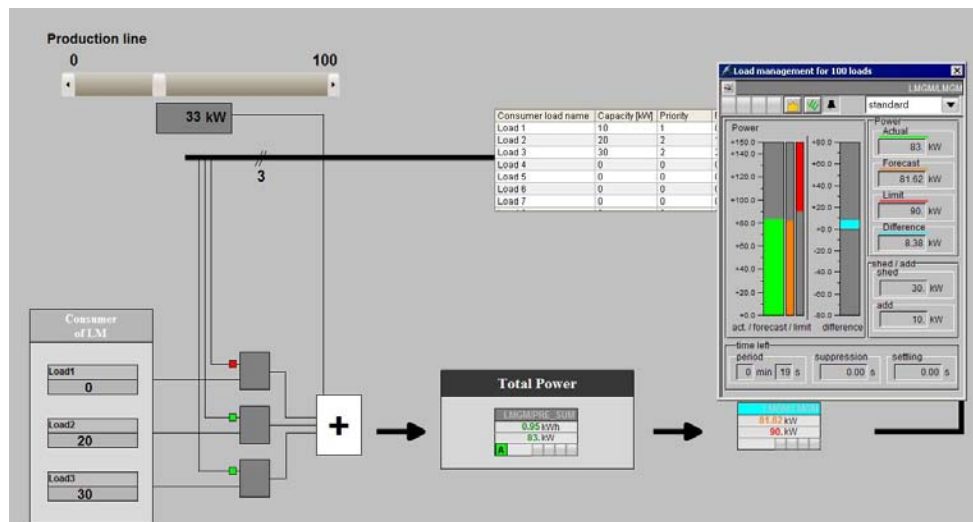 Production line
0 100
33 kW
3
Consumer load name Capacity [kW] Priority
Load 1 10 1
Load 2 20 2
Load 3 30 2
Load 4 0 0
Load 5 0 0
Load 6 0 0
Load 7 0 0
Load management for 100 loads
LMGM/LMGM
standard
Power
+150.0
+140.0
+120.0
+100.0
+80.0
+60.0
+40.0
+20.0
+0.0
+80.0
+60.0
+40.0
+20.0
+0.0
-20.0
-40.0
-60.0
-80.0
act. / forecast / limit difference
Power
Actual
83. kW
Forecast
81.62 kW
Limit
90. kW
Difference
8.38 kW
shed / add
shed
30. kW
add
10. kW
time left
period suppression settling
0 min 19 s 0.00 s 0.00 s
Consumer
of LM
Load1
0
Load2
20
Load3
30
+
Total Power
LMGM/PRE_SUM
0.95 kWh
83. kW
A
LMGM/LMGM
81.62 kW
90. kW